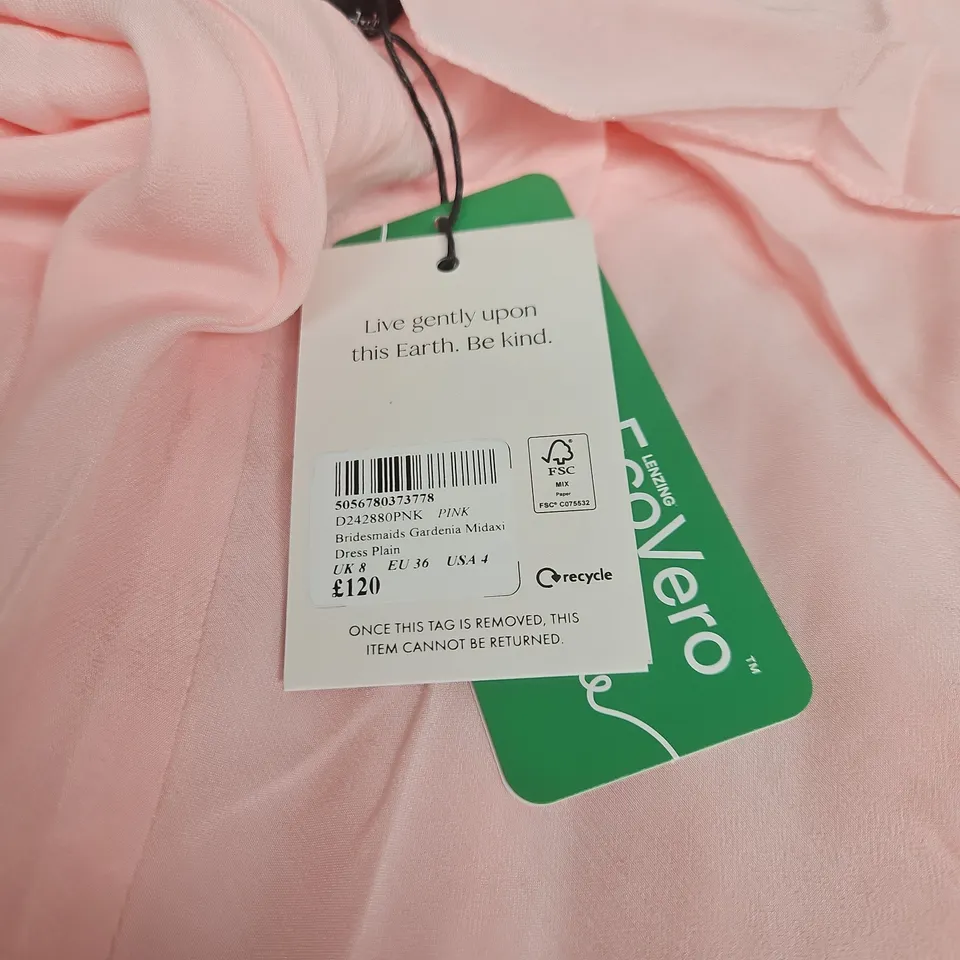 Live gently upon
this Earth. Be kind.
5056780373778
D242880PNK PINK
Bridesmaids Gardenia Midaxi
Dress Plain
UK 8 EU 36 USA 4
£120
FSC
MIX
Paper
FSC® C075532
recycle
ONCE THIS TAG IS REMOVED, THIS
ITEM CANNOT BE RETURNED.
LENZING
EcoVero™